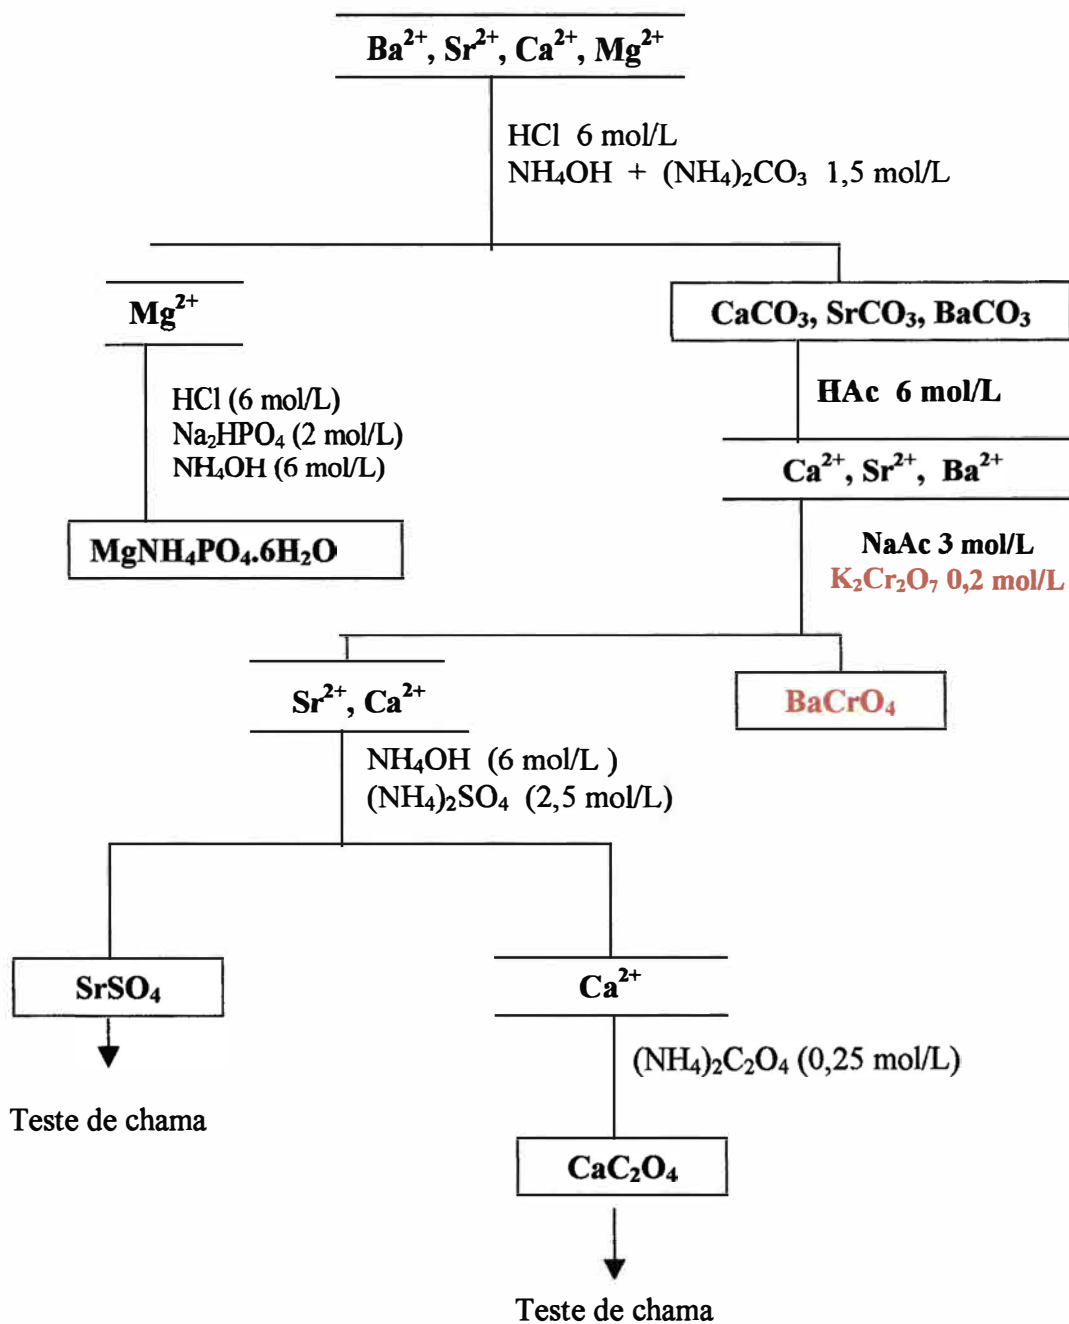 Ba²⁺, Sr²⁺, Ca²⁺, Mg²⁺
HCl 6 mol/L
NH₄OH + (NH₄)₂CO₃ 1,5 mol/L
Mg²⁺
CaCO₃, SrCO₃, BaCO₃
HCl (6 mol/L)
Na₂HPO₄ (2 mol/L)
NH₄OH (6 mol/L)
HAc 6 mol/L
Ca²⁺, Sr²⁺, Ba²⁺
MgNH₄PO₄.6H₂O
NaAc 3 mol/L
K₂Cr₂O₇ 0,2 mol/L
Sr²⁺, Ca²⁺
BaCrO₄
NH₄OH (6 mol/L )
(NH₄)₂SO₄ (2,5 mol/L)
SrSO₄
Ca²⁺
(NH₄)₂C₂O₄ (0,25 mol/L)
Teste de chama
CaC₂O₄
Teste de chama